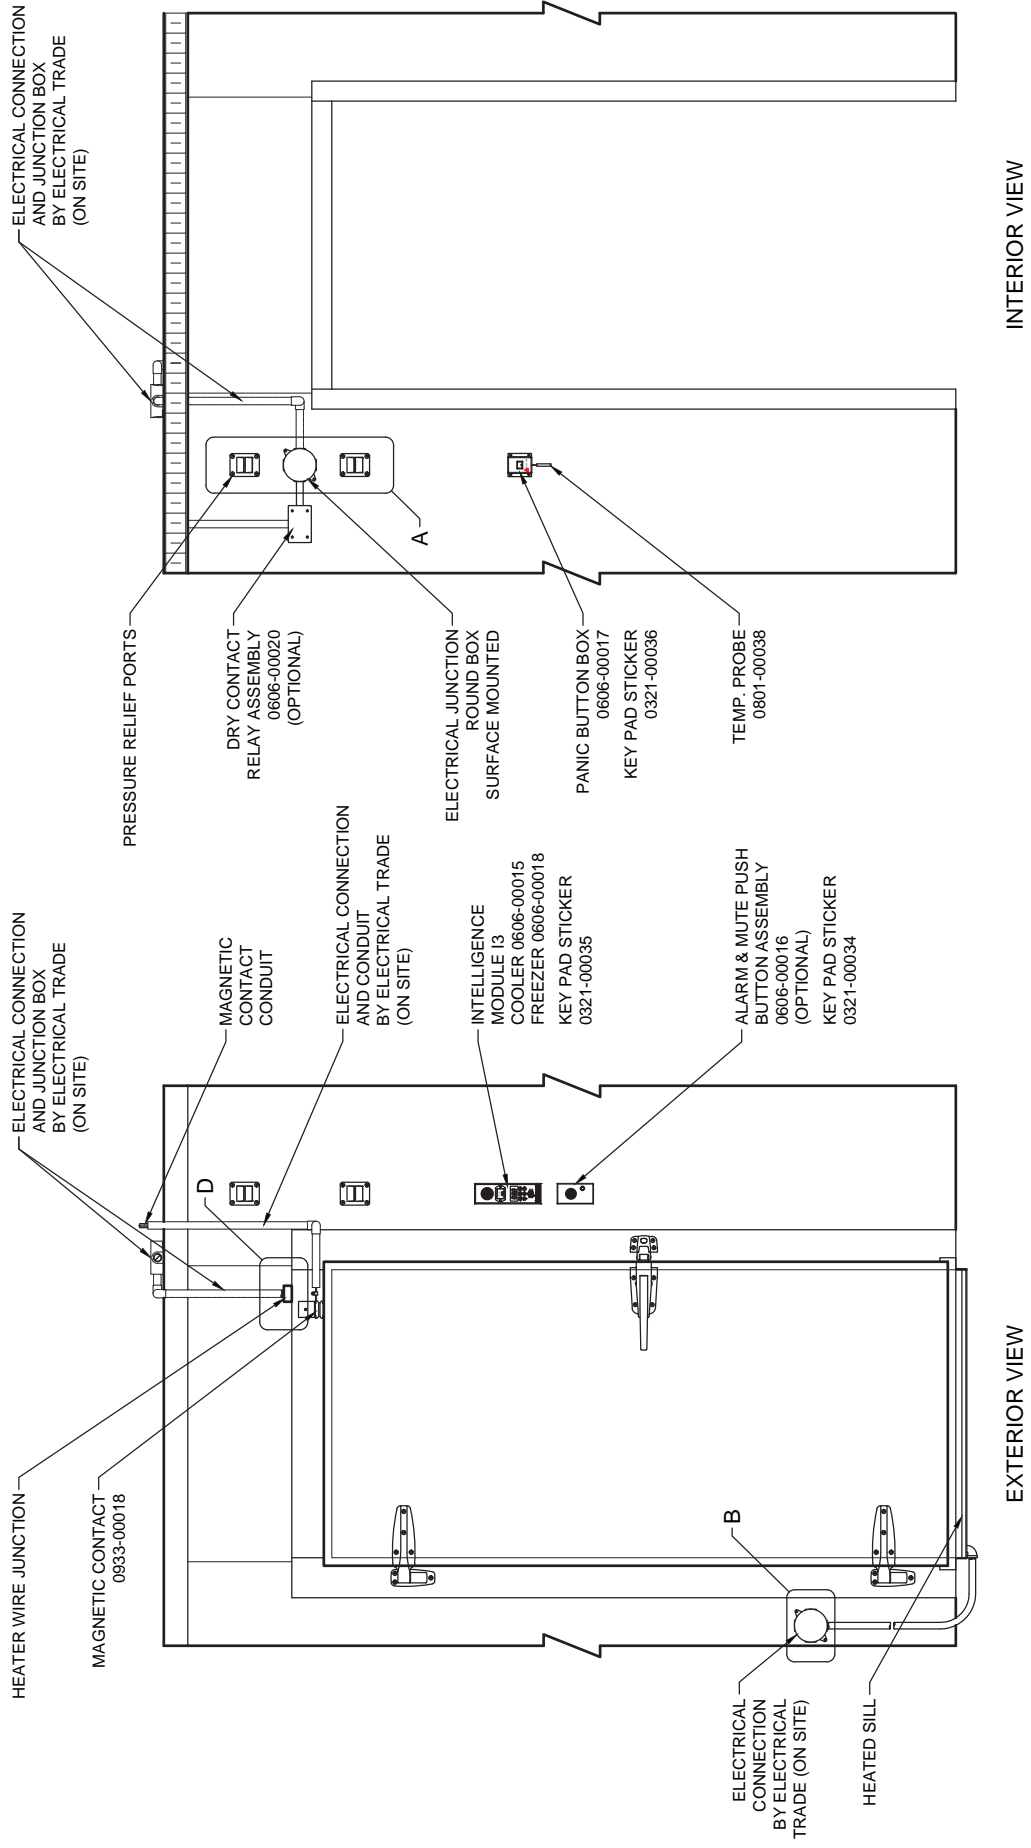 HEATER WIRE JUNCTION
MAGNETIC CONTACT
0933-00018
ELECTRICAL CONNECTION
AND JUNCTION BOX
BY ELECTRICAL TRADE
(ON SITE)
MAGNETIC
CONTACT
CONDUIT
D
ELECTRICAL CONNECTION
AND CONDUIT
BY ELECTRICAL TRADE
(ON SITE)
INTELLIGENCE
MODULE I3
COOLER 0606-00015
FREEZER 0606-00018
KEY PAD STICKER
0321-00035
ALARM & MUTE PUSH
BUTTON ASSEMBLY
0606-00016
(OPTIONAL)
KEY PAD STICKER
0321-00034
B
ELECTRICAL
CONNECTION
BY ELECTRICAL
TRADE (ON SITE)
HEATED SILL
EXTERIOR VIEW
PRESSURE RELIEF PORTS
DRY CONTACT
RELAY ASSEMBLY
0606-00020
(OPTIONAL)
ELECTRICAL JUNCTION
ROUND BOX
SURFACE MOUNTED
PANIC BUTTON BOX
0606-00017
KEY PAD STICKER
0321-00036
TEMP. PROBE
0801-00038
A
ELECTRICAL CONNECTION
AND JUNCTION BOX
BY ELECTRICAL TRADE
(ON SITE)
INTERIOR VIEW